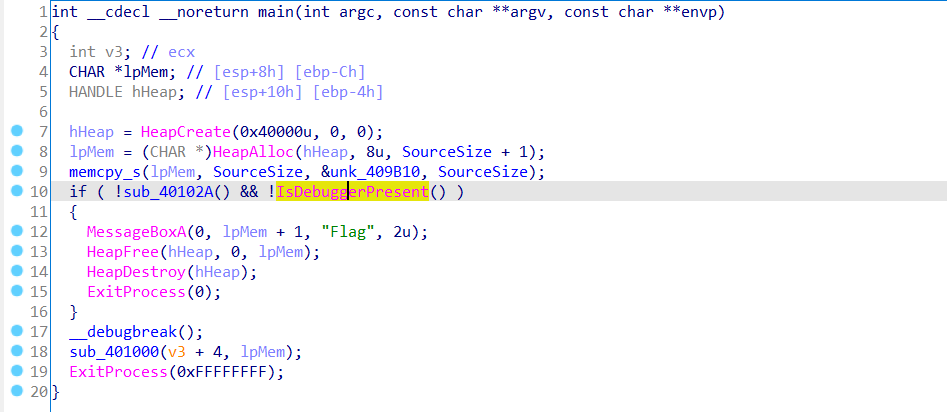 1 int __cdecl __noreturn main(int argc, const char **argv, const char **envp)
2 {
3 int v3; // ecx
4 CHAR *lpMem; // [esp+8h] [ebp-Ch]
5 HANDLE hHeap; // [esp+10h] [ebp-4h]
6
7 hHeap = HeapCreate(0x40000u, 0, 0);
8 lpMem = (CHAR *)HeapAlloc(hHeap, 8u, SourceSize + 1);
9 memcpy_s(lpMem, SourceSize, &unk_409B10, SourceSize);
10 if ( !sub_40102A() && !IsDebuggerPresent() )
11 {
12 MessageBoxA(0, lpMem + 1, "Flag", 2u);
13 HeapFree(hHeap, 0, lpMem);
14 HeapDestroy(hHeap);
15 ExitProcess(0);
16 }
17 __debugbreak();
18 sub_401000(v3 + 4, lpMem);
19 ExitProcess(0xFFFFFFFF);
20 }